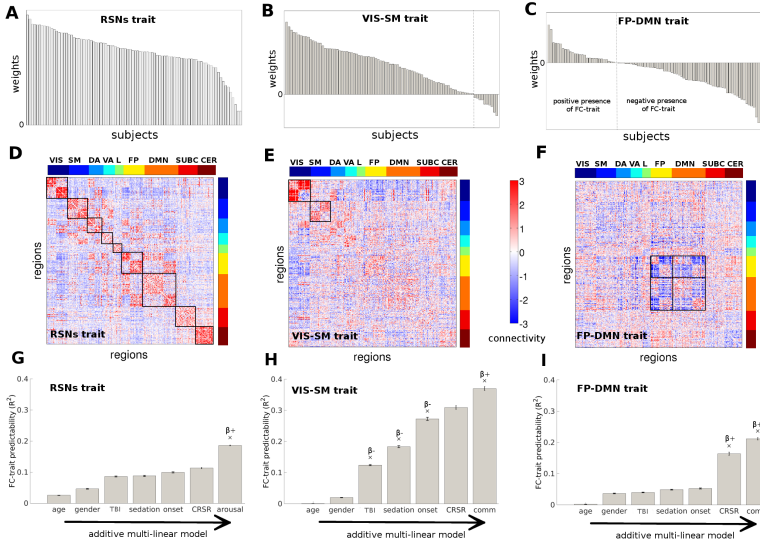 A
RSNs trait
weights
0
subjects
B
VIS-SM trait
weights
0
subjects
C
FP-DMN trait
weights
0
positive presence
of FC-trait
negative presence
of FC-trait
subjects
D
VIS SM DA VA L FP DMN SUBC CER
regions
RSNs trait
regions
E
VIS SM DA VA L FP DMN SUBC CER
regions
VIS-SM trait
regions
3
2
1
0
-1
-2
-3
connectivity
F
VIS SM DA VA L FP DMN SUBC CER
regions
FP-DMN trait
regions
G
RSNs trait
FC-trait predictability (R²)
0.4
0.3
0.2
0.1
0
β+
×
age gender TBI sedation onset CRSR arousal
additive multi-linear model
H
VIS-SM trait
FC-trait predictability (R²)
0.4
0.3
0.2
0.1
0
β-
×
β-
×
β-
×
β+
×
age gender TBI sedation onset CRSR comm
additive multi-linear model
I
FP-DMN trait
FC-trait predictability (R²)
0.4
0.3
0.2
0.1
0
β+
×
β+
×
age gender TBI sedation onset CRSR com
additive multi-linear model